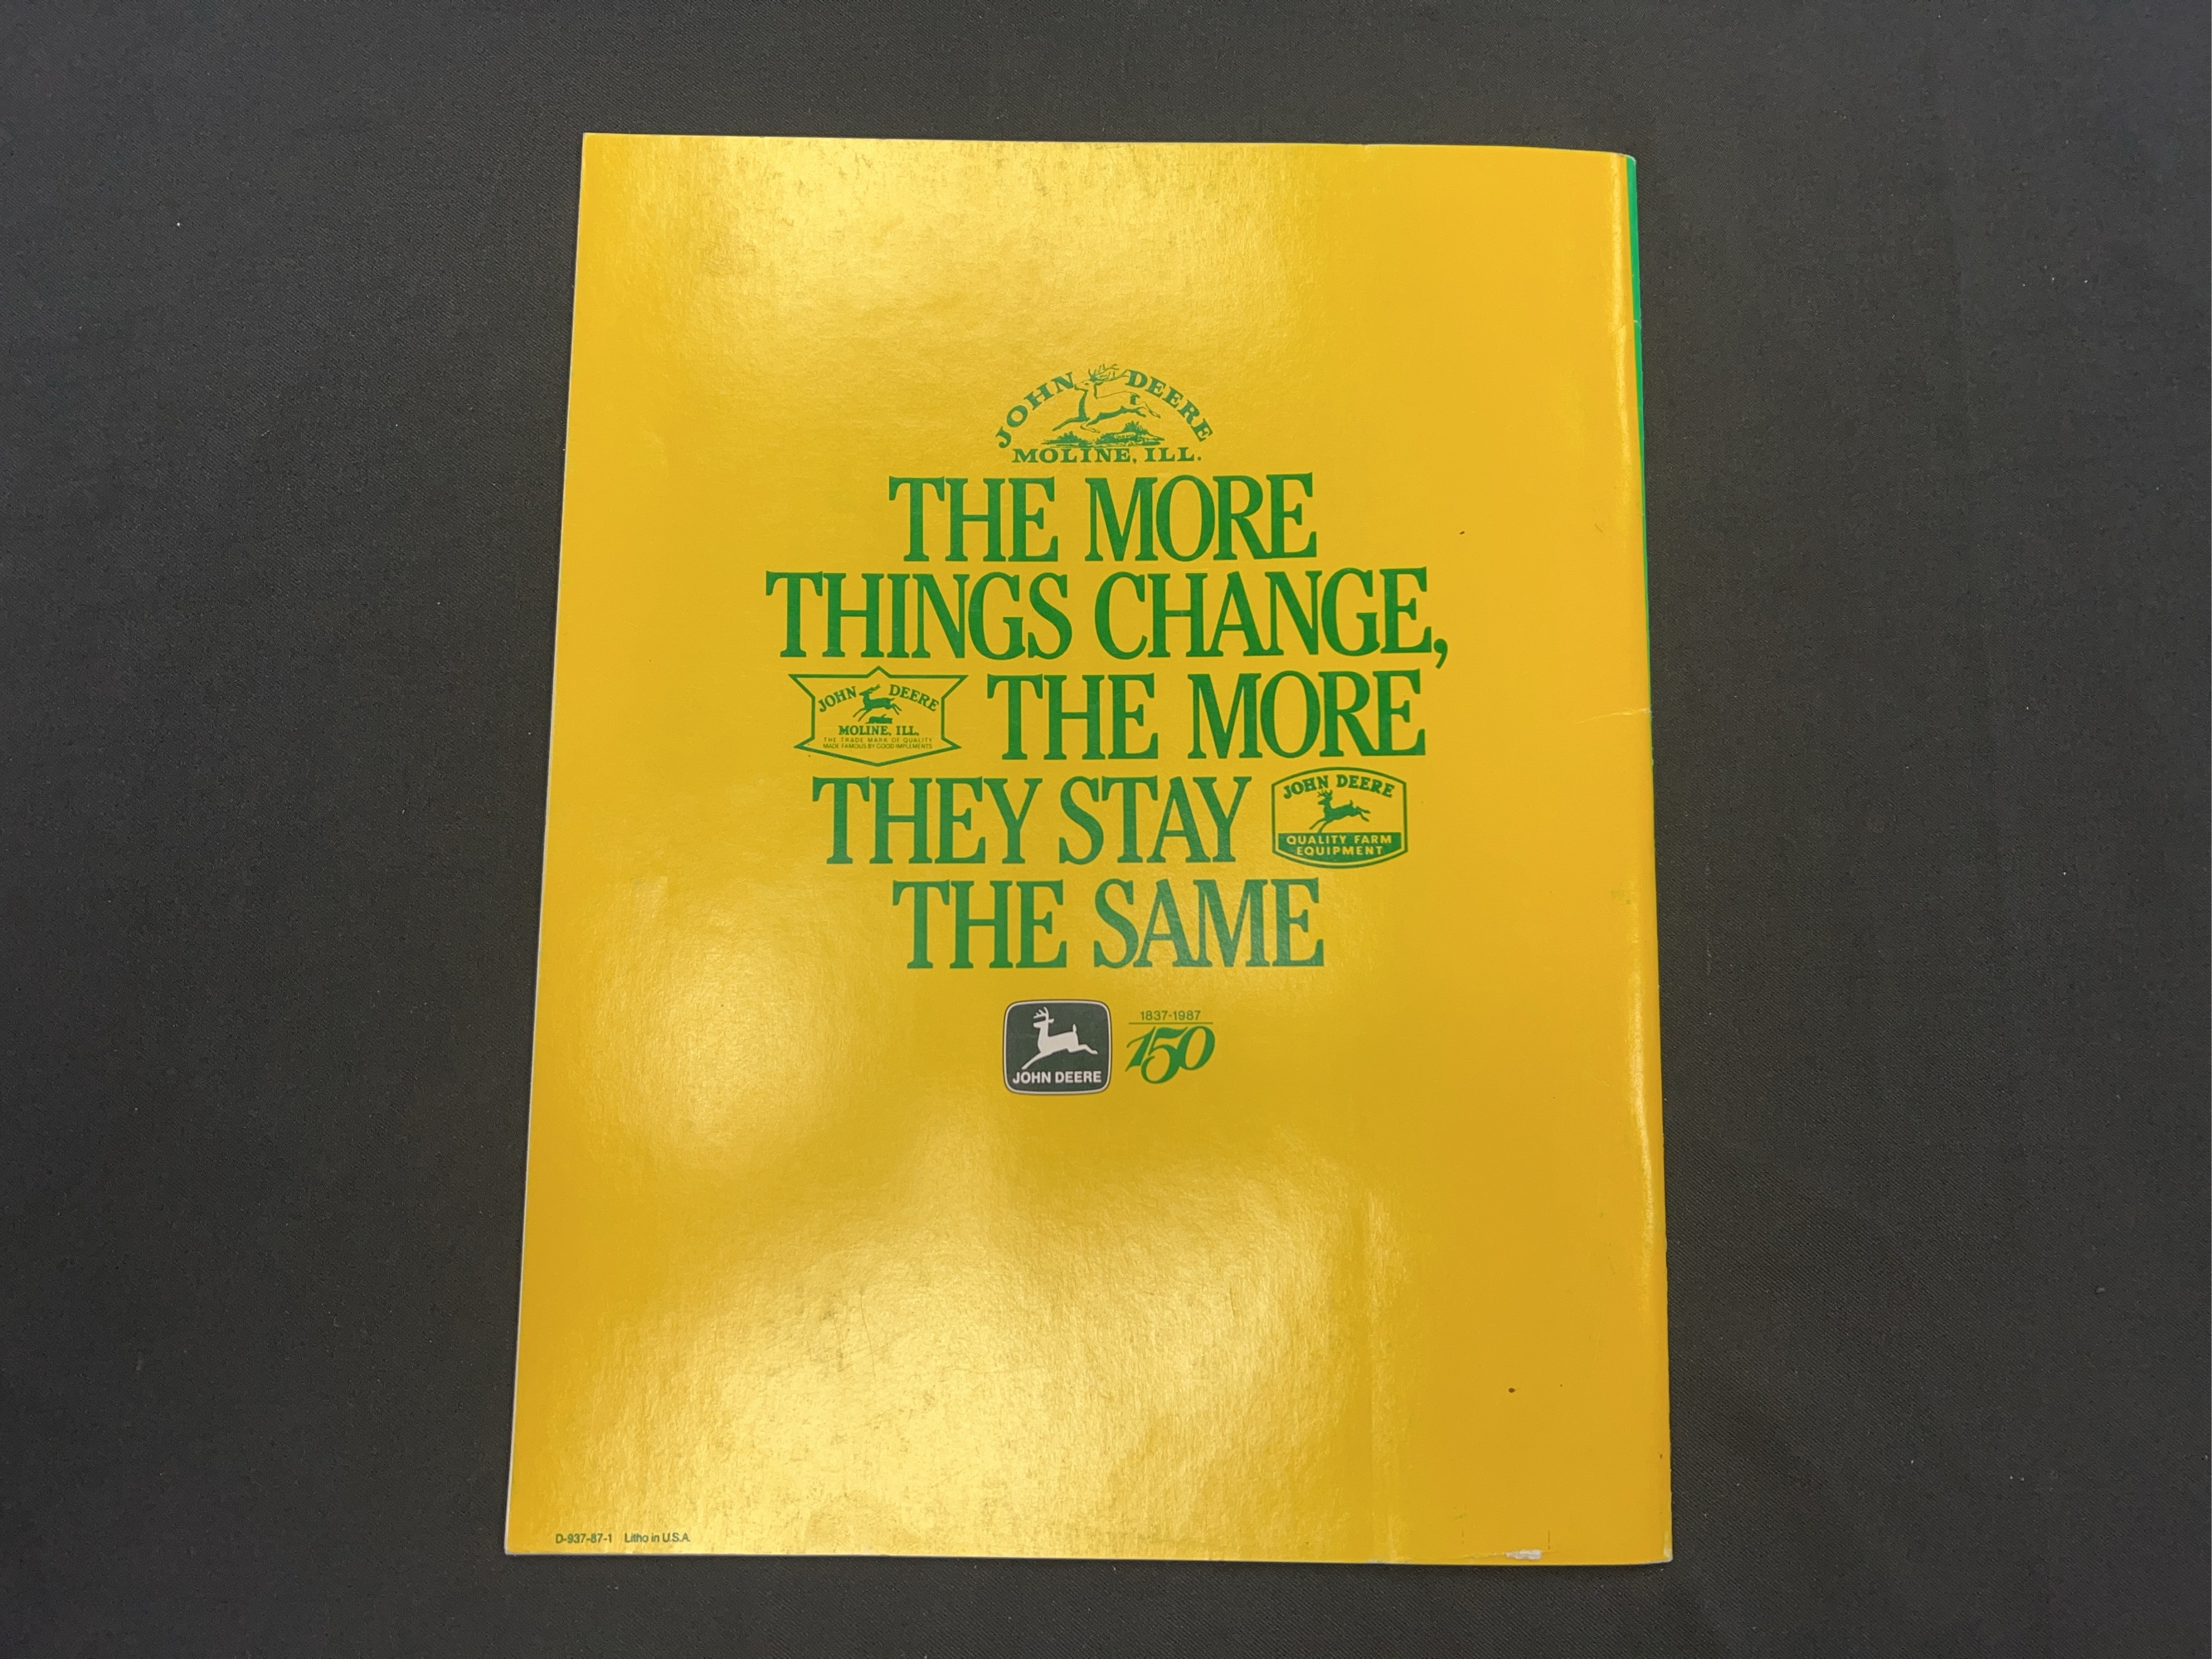 JOHN DEERE
MOLINE, ILL.
THE MORE
THINGS CHANGE,
JOHN DEERE
MOLINE, ILL.
THE TRADE MARK OF QUALITY
MADE FAMOUS BY GOOD IMPLEMENTS
THE MORE
THEY STAY
JOHN DEERE
QUALITY FARM
EQUIPMENT
THE SAME
JOHN DEERE
1837-1987
150
D-937-87-1 Litho in U.S.A.